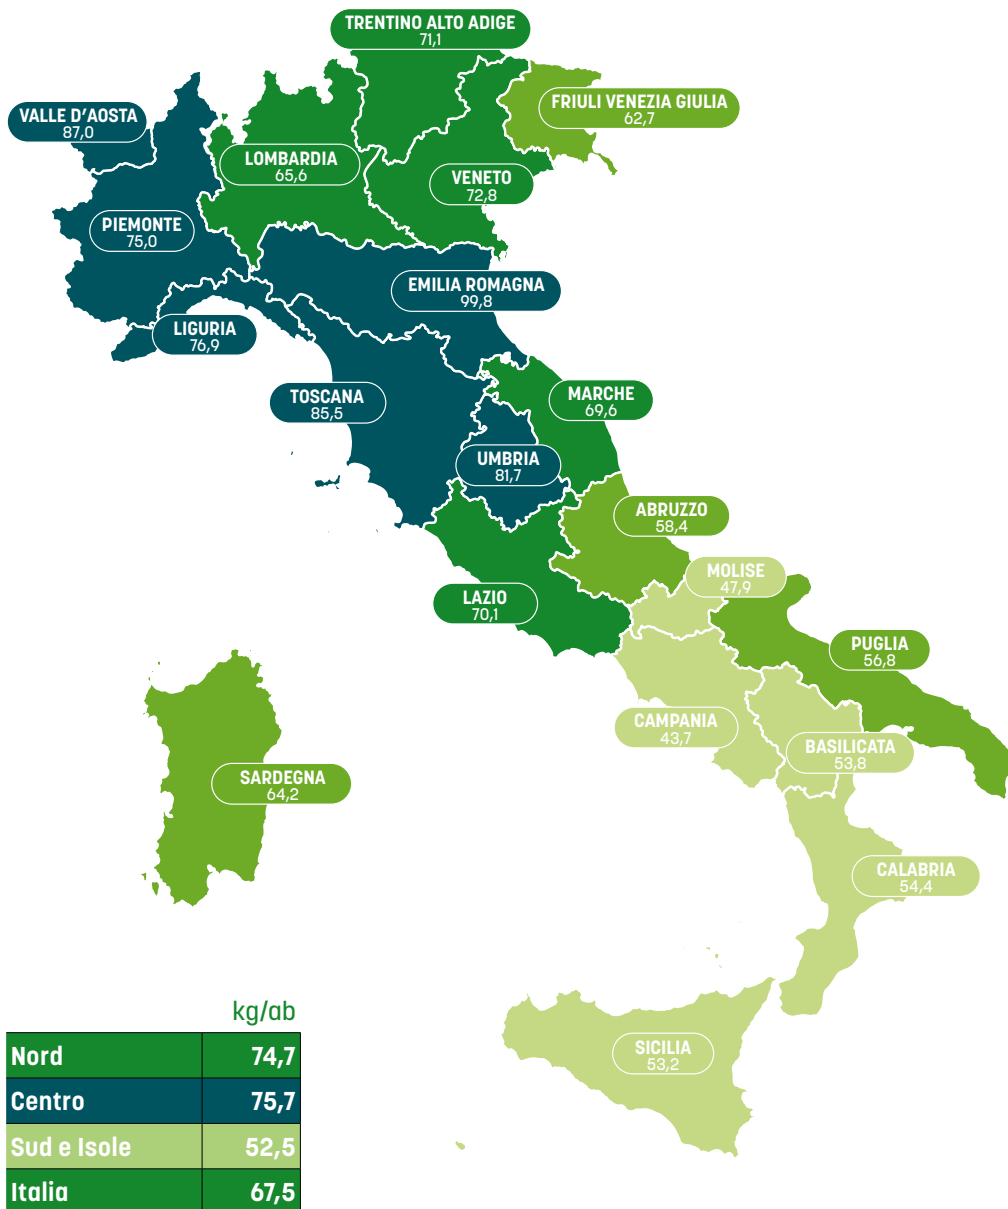 TRENTINO ALTO ADIGE
71,1
FRIULI VENEZIA GIULIA
62,7
VALLE D'AOSTA
87,0
LOMBARDIA
65,6
VENETO
72,8
PIEMONTE
75,0
EMILIA ROMAGNA
99,8
LIGURIA
76,9
TOSCANA
85,5
MARCHE
69,6
UMBRIA
81,7
ABRUZZO
58,4
MOLISE
47,9
LAZIO
70,1
PUGLIA
56,8
CAMPANIA
43,7
BASILICATA
53,8
SARDEGNA
64,2
CALABRIA
54,4
SICILIA
53,2
kg/ab
Nord 74,7
Centro 75,7
Sud e Isole 52,5
Italia 67,5